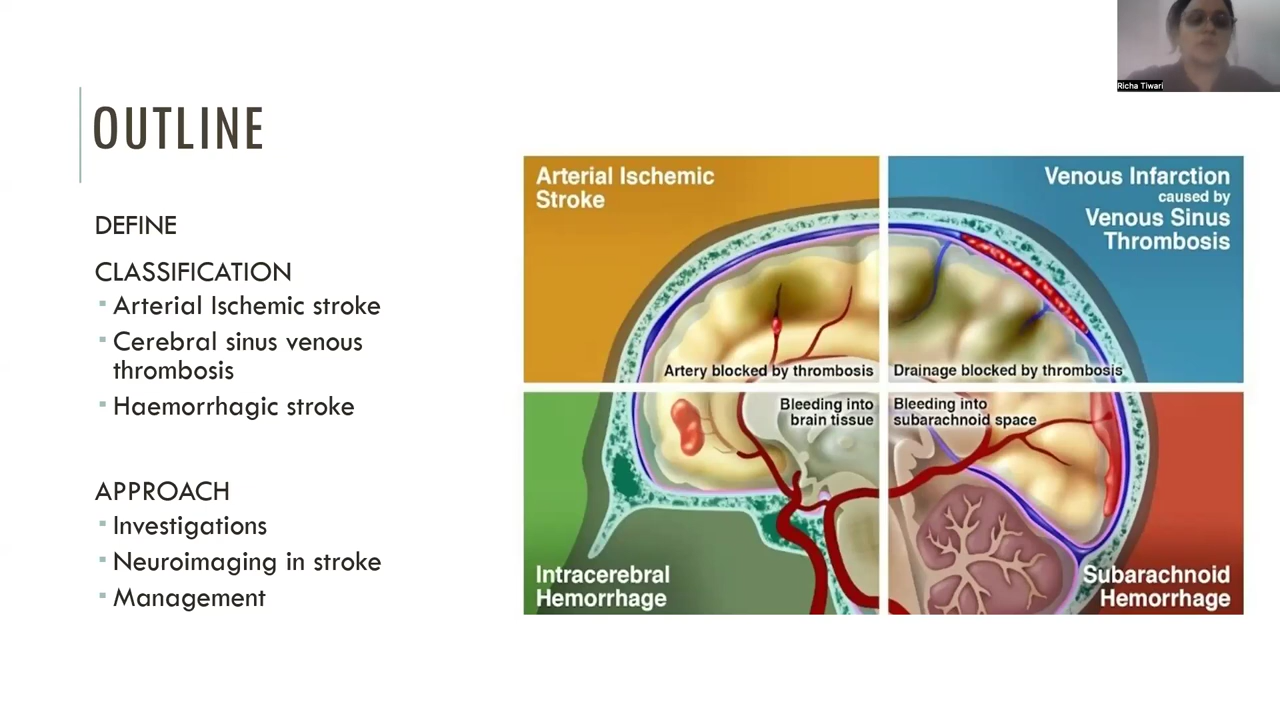 Richa Tiwari
OUTLINE
DEFINE
CLASSIFICATION
Arterial Ischemic stroke
Cerebral sinus venous
thrombosis
Haemorrhagic stroke
APPROACH
Investigations
Neuroimaging in stroke
Management
Arterial Ischemic
Stroke
Artery blocked by thrombosis
Venous Infarction
caused by
Venous Sinus
Thrombosis
Drainage blocked by thrombosis
Bleeding into
brain tissue
Intracerebral
Hemorrhage
Bleeding into
subarachnoid space
Subarachnoid
Hemorrhage